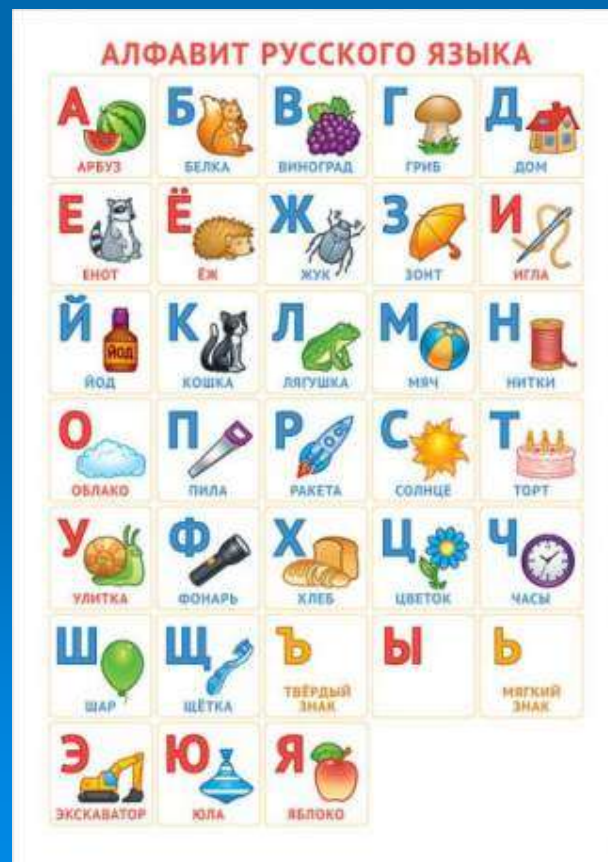 АЛФАВИТ РУССКОГО ЯЗЫКА
А Б В Г Д
АРБУЗ БЕЛКА ВИНОГРАД ГРИБ ДОМ
Е Ё Ж З И
ЕНОТ ЁЖ ЖУК ЗОНТ ИГЛА
Й К Л М Н
ЙОД
ЙОД КОШКА ЛЯГУШКА МЯЧ НИТКИ
О П Р С Т
ОБЛАКО ПИЛА РАКЕТА СОЛНЦЕ ТОРТ
У Ф Х Ц Ч
УЛИТКА ФОНАРЬ ХЛЕБ ЦВЕТОК ЧАСЫ
Ш Щ Ъ Ы Ь
ШАР ЩЁТКА ТВЁРДЫЙ ЗНАК МЯГКИЙ ЗНАК
Э Ю Я
ЭКСКАВАТОР ЮЛА ЯБЛОКО